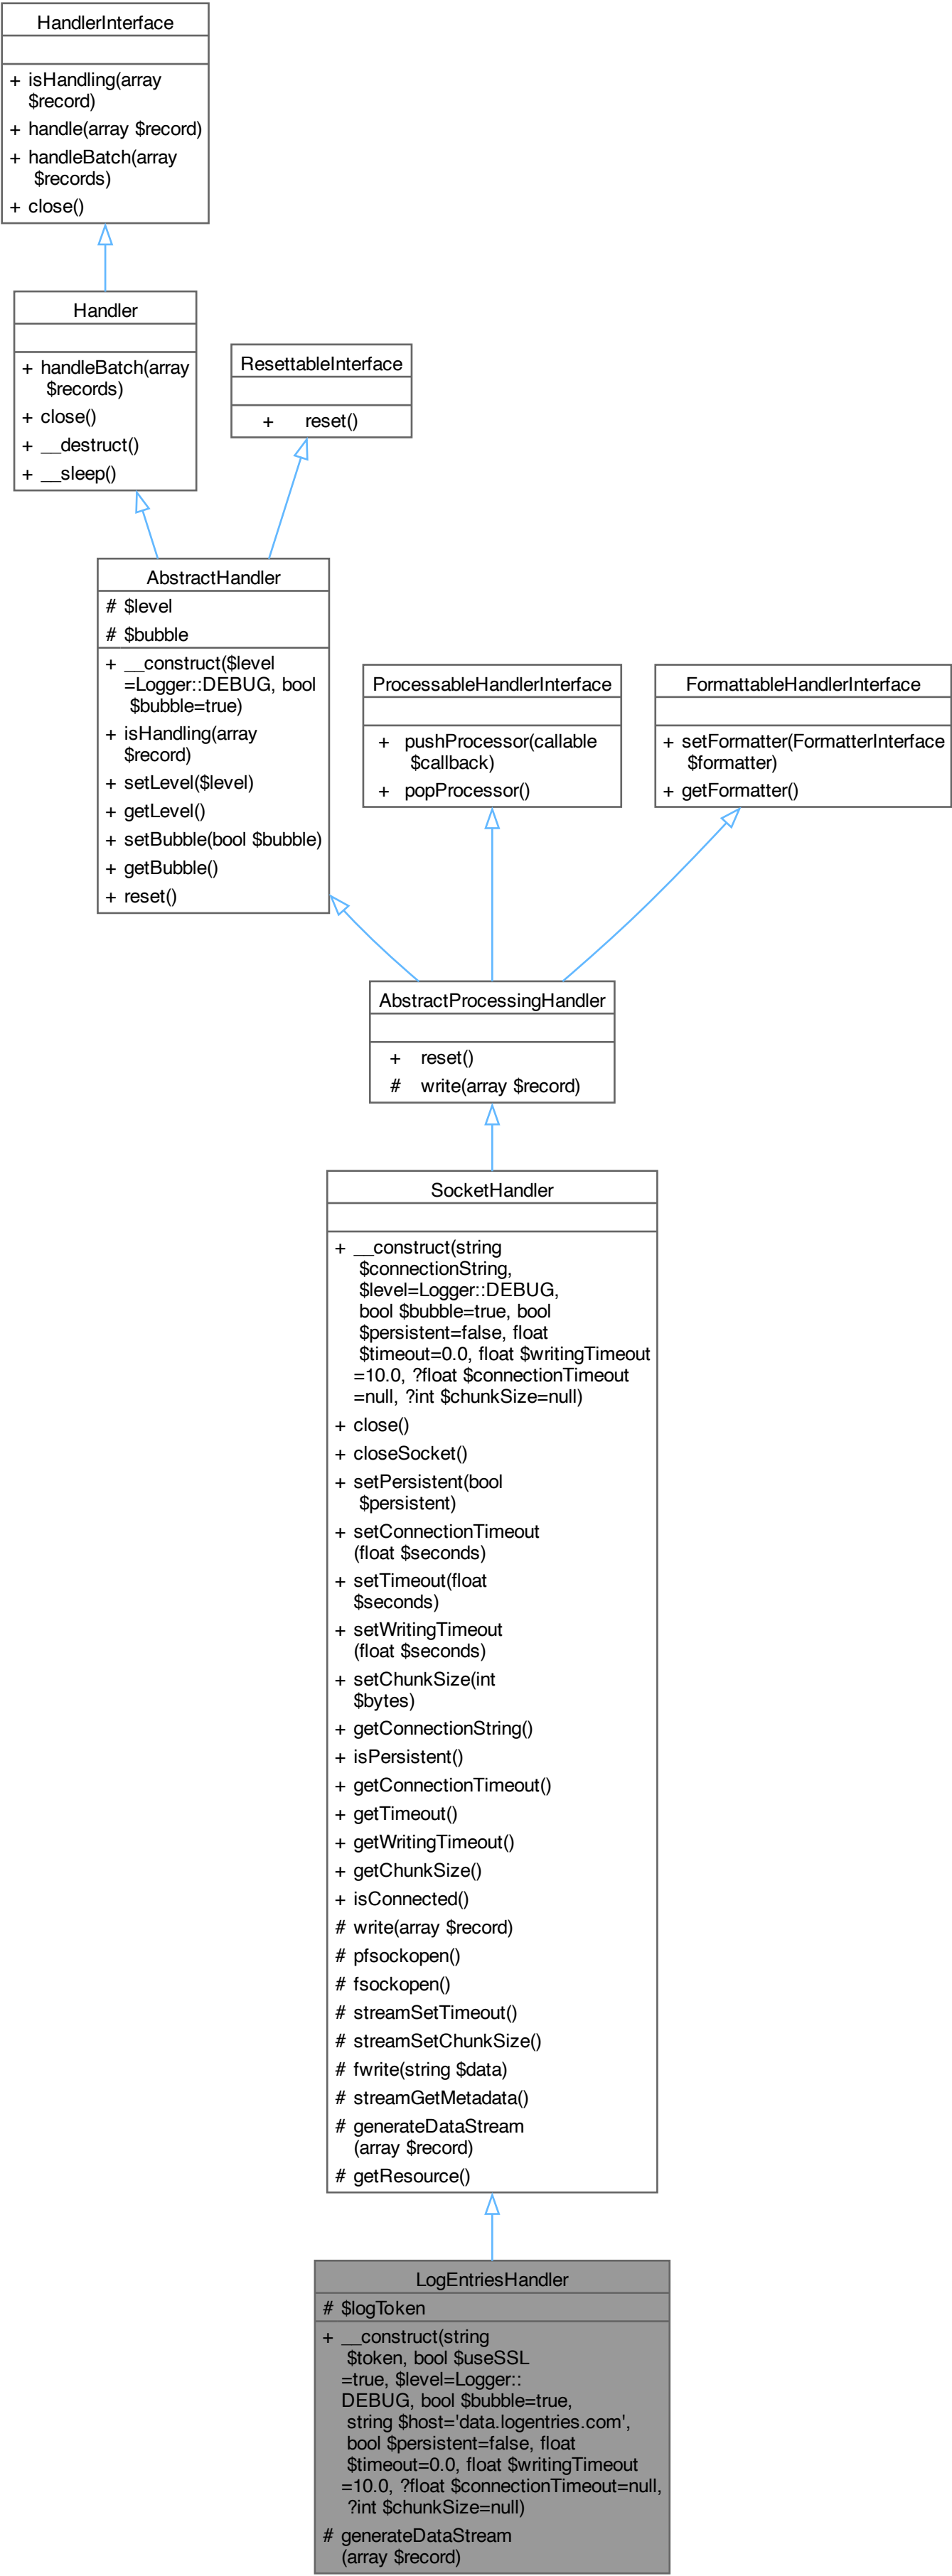 HandlerInterface
+ isHandling(array
$record)
+ handle(array $record)
+ handleBatch(array
$records)
+ close()
Handler
+ handleBatch(array
$records)
+ close()
+ __destruct()
+ __sleep()
ResettableInterface
+ reset()
AbstractHandler
# $level
# $bubble
+ __construct($level
=Logger::DEBUG, bool
$bubble=true)
+ isHandling(array
$record)
+ setLevel($level)
+ getLevel()
+ setBubble(bool $bubble)
+ getBubble()
+ reset()
ProcessableHandlerInterface
+ pushProcessor(callable
$callback)
+ popProcessor()
FormattableHandlerInterface
+ setFormatter(FormatterInterface
$formatter)
+ getFormatter()
AbstractProcessingHandler
+ reset()
# write(array $record)
SocketHandler
+ __construct(string
$connectionString,
$level=Logger::DEBUG,
bool $bubble=true, bool
$persistent=false, float
$timeout=0.0, float $writingTimeout
=10.0, ?float $connectionTimeout
=null, ?int $chunkSize=null)
+ close()
+ closeSocket()
+ setPersistent(bool
$persistent)
+ setConnectionTimeout
(float $seconds)
+ setTimeout(float
$seconds)
+ setWritingTimeout
(float $seconds)
+ setChunkSize(int
$bytes)
+ getConnectionString()
+ isPersistent()
+ getConnectionTimeout()
+ getTimeout()
+ getWritingTimeout()
+ getChunkSize()
+ isConnected()
# write(array $record)
# pfsockopen()
# fsockopen()
# streamSetTimeout()
# streamSetChunkSize()
# fwrite(string $data)
# streamGetMetadata()
# generateDataStream
(array $record)
# getResource()
LogEntriesHandler
# $logToken
+ __construct(string
$token, bool $useSSL
=true, $level=Logger::
DEBUG, bool $bubble=true,
string $host='data.logentries.com',
bool $persistent=false, float
$timeout=0.0, float $writingTimeout
=10.0, ?float $connectionTimeout=null,
?int $chunkSize=null)
# generateDataStream
(array $record)